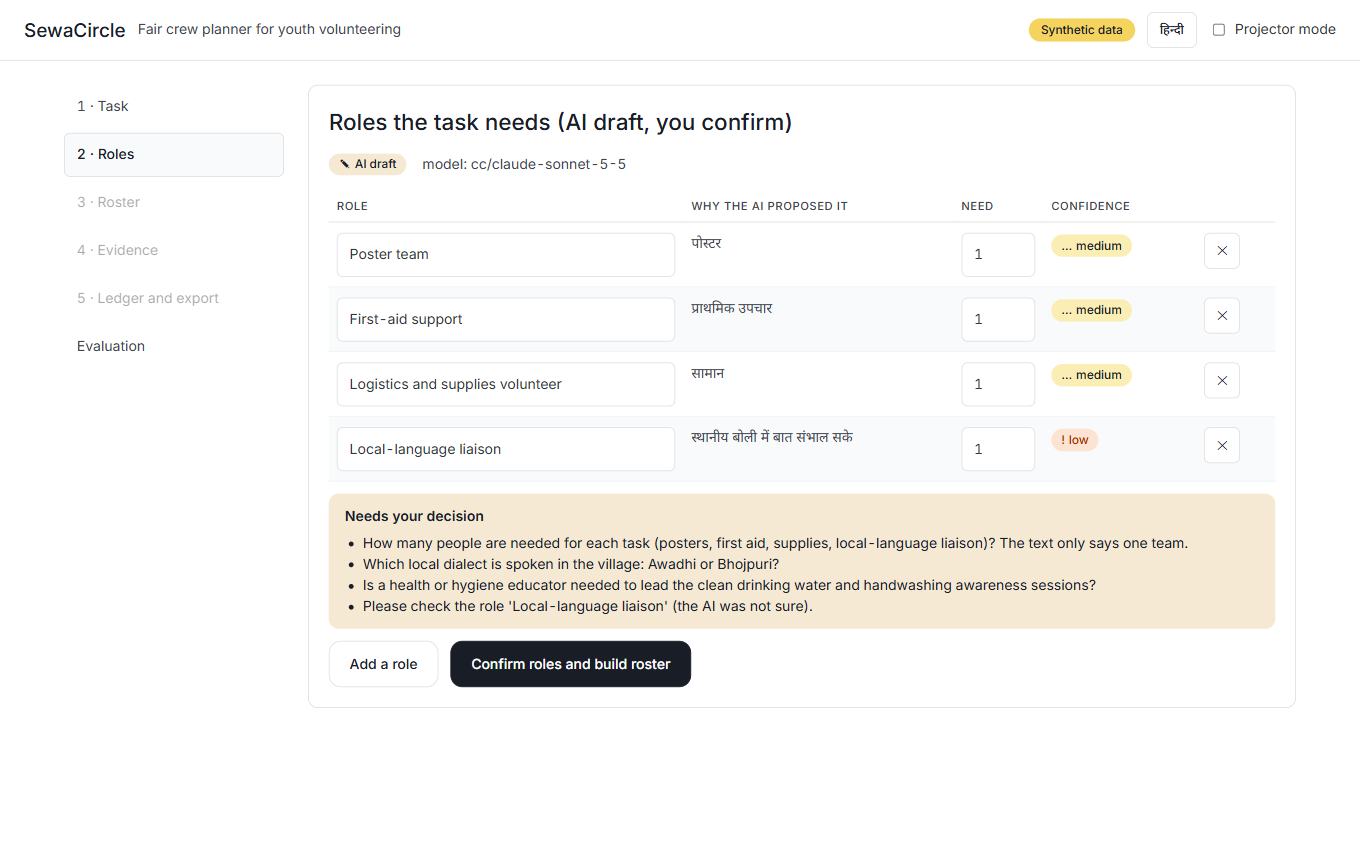 SewaCircle Fair crew planner for youth volunteering Synthetic data हिन्दी Projector mode
1 · Task
2 · Roles
3 · Roster
4 · Evidence
5 · Ledger and export
Evaluation
Roles the task needs (AI draft, you confirm)
AI draft model: cc/claude-sonnet-5-5
ROLE WHY THE AI PROPOSED IT NEED CONFIDENCE
Poster team पोस्टर 1 ... medium ×
First-aid support प्राथमिक उपचार 1 ... medium ×
Logistics and supplies volunteer सामान 1 ... medium ×
Local-language liaison स्थानीय बोली में बात संभाल सके 1 ! low ×
Needs your decision
• How many people are needed for each task (posters, first aid, supplies, local-language liaison)? The text only says one team.
• Which local dialect is spoken in the village: Awadhi or Bhojpuri?
• Is a health or hygiene educator needed to lead the clean drinking water and handwashing awareness sessions?
• Please check the role 'Local-language liaison' (the AI was not sure).
Add a role Confirm roles and build roster